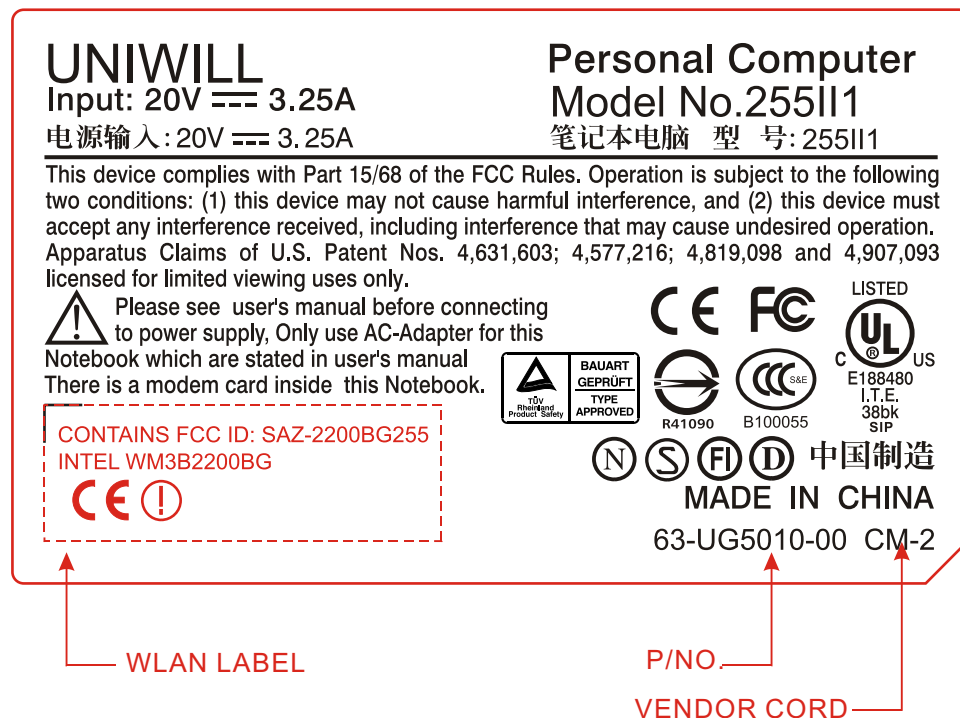 UNIWILL
Input: 20V 3.25A
电源输入:20V 3.25A
Personal Computer
Model No.255II1
笔记本电脑 型 号:255II1
This device complies with Part 15/68 of the FCC Rules. Operation is subject to the following
two conditions: (1) this device may not cause harmful interference, and (2) this device must
accept any interference received, including interference that may cause undesired operation.
Apparatus Claims of U.S. Patent Nos. 4,631,603; 4,577,216; 4,819,098 and 4,907,093
licensed for limited viewing uses only.
Please see user's manual before connecting
to power supply, Only use AC-Adapter for this
Notebook which are stated in user's manual
There is a modem card inside this Notebook.
CE FC
LISTED
UL
®
C US
E188480
I.T.E.
38bk
SIP
TÜV
Rheinland
Product Safety
BAUART
GEPRÜFT
TYPE
APPROVED
R41090
CCC S&E
B100055
N S FI D 中国制造
MADE IN CHINA
63-UG5010-00 CM-2
CONTAINS FCC ID: SAZ-2200BG255
INTEL WM3B2200BG
CE !
WLAN LABEL
P/NO.
VENDOR CORD